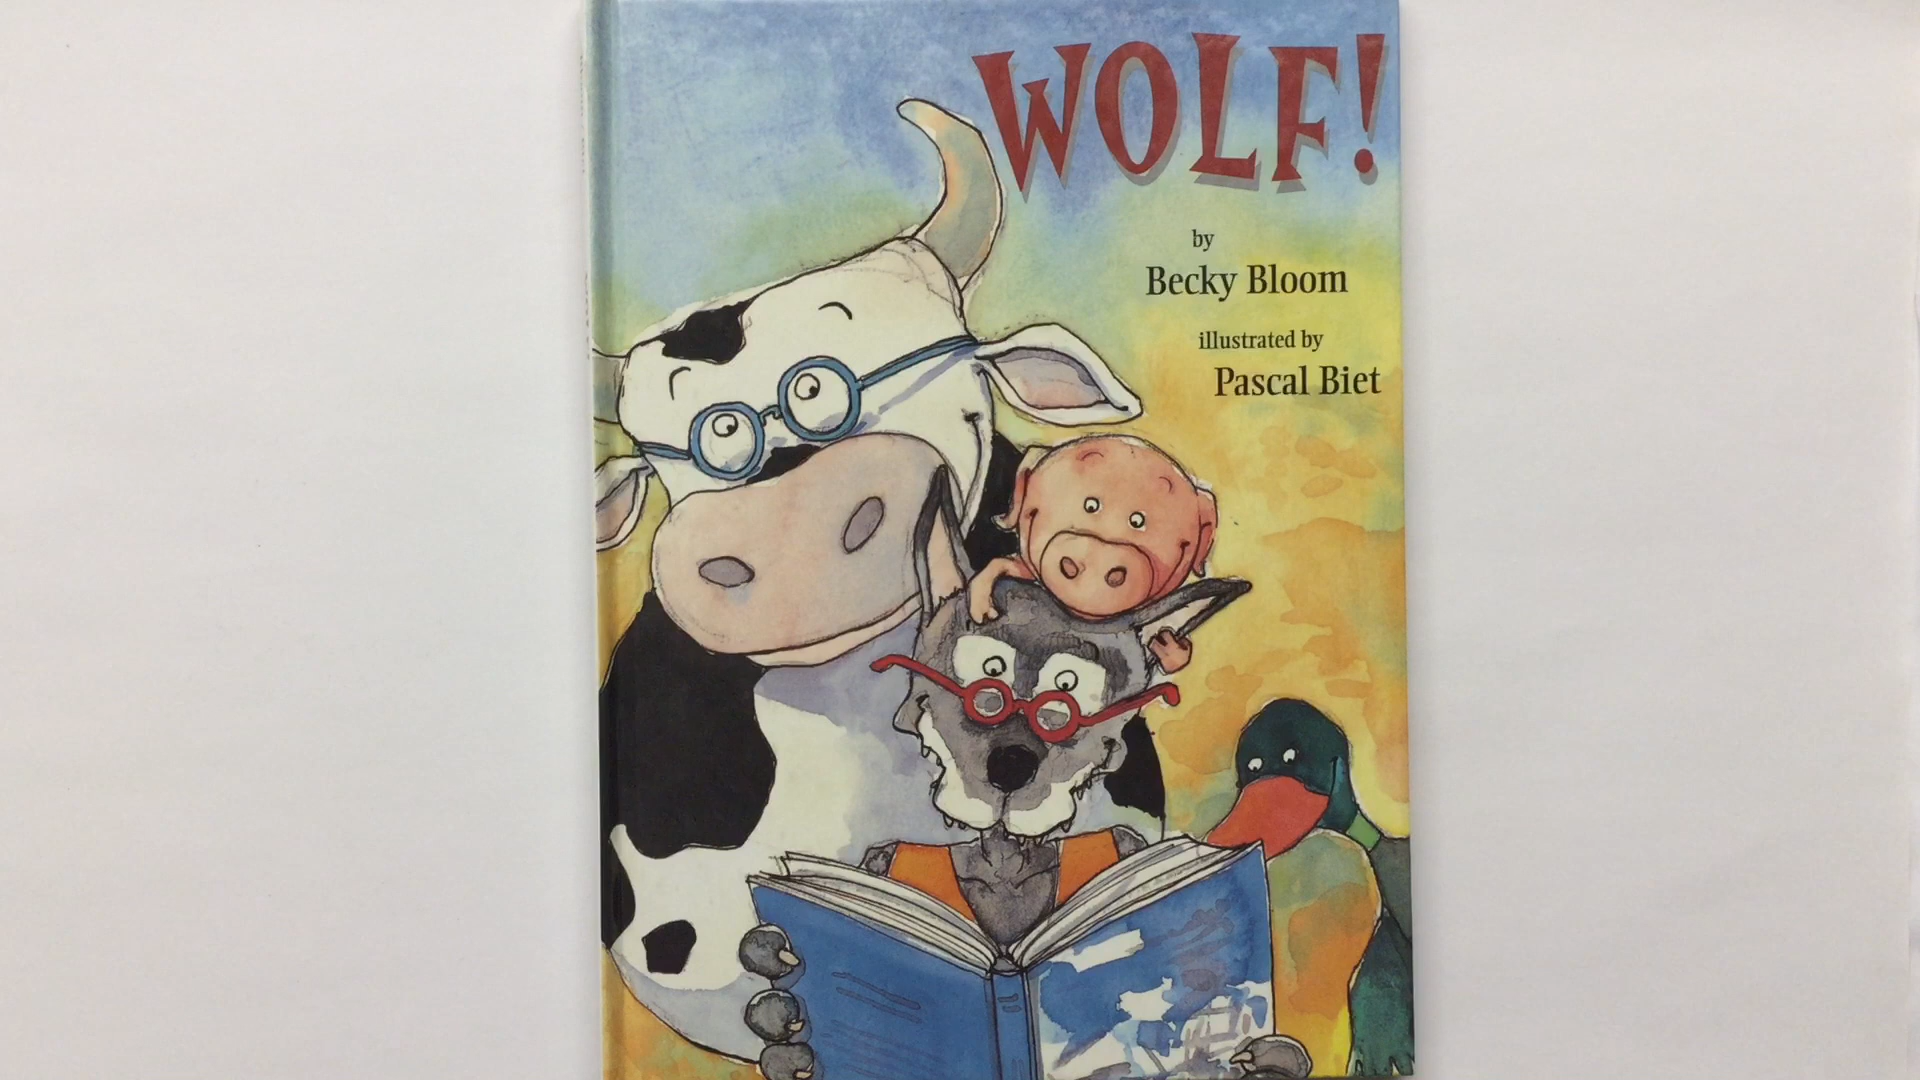 WOLF!
by
Becky Bloom
illustrated by
Pascal Biet